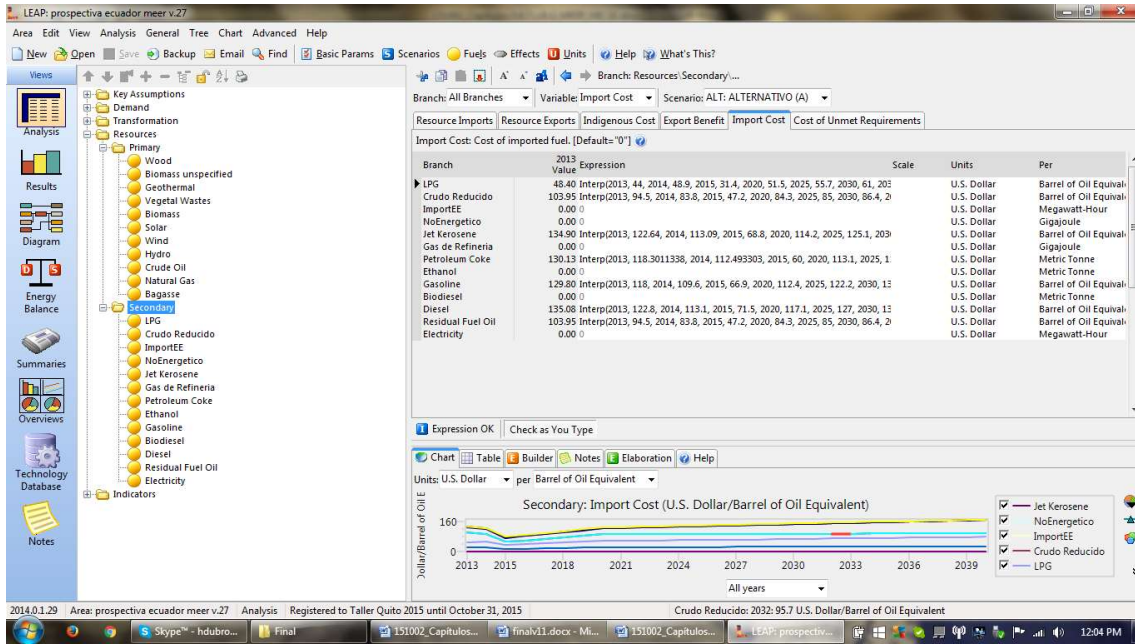 LEAP: prospectiva ecuador meer v.27
Area Edit View Analysis General Tree Chart Advanced Help
New Open Save Backup Email Find Basic Params S Scenarios Fuels Effects U Units Help What's This?
Views
Analysis
Results
Diagram
Energy Balance
Summaries
Overviews
Technology Database
Notes
Key Assumptions
Demand
Transformation
Resources
Primary
Wood
Biomass unspecified
Geothermal
Vegetal Wastes
Biomass
Solar
Wind
Hydro
Crude Oil
Natural Gas
Bagasse
Secondary
LPG
Crudo Reducido
ImportEE
NoEnergetico
Jet Kerosene
Gas de Refineria
Petroleum Coke
Ethanol
Gasoline
Biodiesel
Diesel
Residual Fuel Oil
Electricity
Indicators
Branch: Resources\Secondary\...
Branch: All Branches Variable: Import Cost Scenario: ALT: ALTERNATIVO (A)
Resource Imports Resource Exports Indigenous Cost Export Benefit Import Cost Cost of Unmet Requirements
Import Cost: Cost of imported fuel. [Default="0"]
Branch 2013 Value Expression Scale Units Per
LPG 48.40 Interp(2013, 44, 2014, 48.9, 2015, 31.4, 2020, 51.5, 2025, 55.7, 2030, 61, 203 U.S. Dollar Barrel of Oil Equival
Crudo Reducido 103.95 Interp(2013, 94.5, 2014, 83.8, 2015, 47.2, 2020, 84.3, 2025, 85, 2030, 86.4, 2 U.S. Dollar Barrel of Oil Equival
ImportEE 0.00 0 U.S. Dollar Megawatt-Hour
NoEnergetico 0.00 0 U.S. Dollar Gigajoule
Jet Kerosene 134.90 Interp(2013, 122.64, 2014, 113.09, 2015, 68.8, 2020, 114.2, 2025, 125.1, 203 U.S. Dollar Barrel of Oil Equival
Gas de Refineria 0.00 0 U.S. Dollar Gigajoule
Petroleum Coke 130.13 Interp(2013, 118.3011338, 2014, 112.493303, 2015, 60, 2020, 113.1, 2025, 1 U.S. Dollar Metric Tonne
Ethanol 0.00 0 U.S. Dollar Metric Tonne
Gasoline 129.80 Interp(2013, 118, 2014, 109.6, 2015, 66.9, 2020, 112.4, 2025, 122.2, 2030, 13 U.S. Dollar Barrel of Oil Equival
Biodiesel 0.00 0 U.S. Dollar Metric Tonne
Diesel 135.08 Interp(2013, 122.8, 2014, 113.1, 2015, 71.5, 2020, 117.1, 2025, 127, 2030, 13 U.S. Dollar Barrel of Oil Equival
Residual Fuel Oil 103.95 Interp(2013, 94.5, 2014, 83.8, 2015, 47.2, 2020, 84.3, 2025, 85, 2030, 86.4, 2 U.S. Dollar Barrel of Oil Equival
Electricity 0.00 0 U.S. Dollar Megawatt-Hour
Expression OK Check as You Type
Chart Table Builder Notes Elaboration Help
Units: U.S. Dollar per Barrel of Oil Equivalent
Secondary: Import Cost (U.S. Dollar/Barrel of Oil Equivalent)
Dollar/Barrel of Oil E
160
0
2013 2015 2018 2021 2024 2027 2030 2033 2036 2039
Jet Kerosene
NoEnergetico
ImportEE
Crudo Reducido
LPG
All years
2014.0.1.29 Area: prospectiva ecuador meer v.27 Analysis Registered to Taller Quito 2015 until October 31, 2015 Crudo Reducido: 2032: 95.7 U.S. Dollar/Barrel of Oil Equivalent
Skype™ - hdubro... Final 151002_Capítulos... finalv11.docx - Mi... 151002_Capítulos... LEAP: prospectiv... 12:04 PM